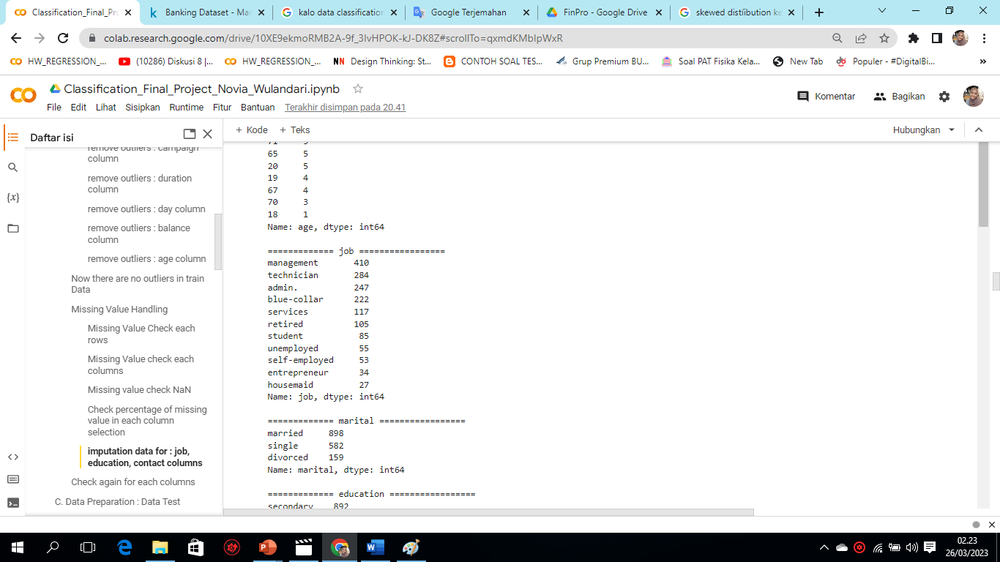 Classification_Final_Pro
Banking Dataset - Mar
kalo data classification
Google Terjemahan
FinPro - Google Drive
skewed distíibution ke
colab.research.google.com/drive/10XE9ekmoRMB2A-9f_3IvHPOK-kJ-DK8Z#scrollTo=qxmdKMbIpWxR
HW_REGRESSION_...
(10286) Diskusi 8 |...
HW_REGRESSION_...
NN Design Thinking: St...
CONTOH SOAL TES...
Grup Premium BU...
Soal PAT Fisika Kela...
New Tab
Populer - #DigitalBi...
»
Classification_Final_Project_Novia_Wulandari.ipynb
Komentar
Bagikan
File Edit Lihat Sisipkan Runtime Fitur Bantuan Terakhir disimpan pada 20.41
Daftar isi
+ Kode + Teks
Hubungkan
remove outliers : campaign
column
remove outliers : duration
column
remove outliers : day column
remove outliers : balance
column
remove outliers : age column
Now there are no outliers in train
Data
Missing Value Handling
Missing Value Check each
rows
Missing Value check each
columns
Missing value check NaN
Check percentage of missing
value in each column
selection
imputation data for : job,
education, contact columns
Check again for each columns
C. Data Preparation : Data Test
{x}
71 5
65 5
20 5
19 4
67 4
70 3
18 1
Name: age, dtype: int64
============= job =================
management 410
technician 284
admin. 247
blue-collar 222
services 117
retired 105
student 85
unemployed 55
self-employed 53
entrepreneur 34
housemaid 27
Name: job, dtype: int64
============= marital =================
married 898
single 582
divorced 159
Name: marital, dtype: int64
============= education =================
secondary 892
02.23
26/03/2023